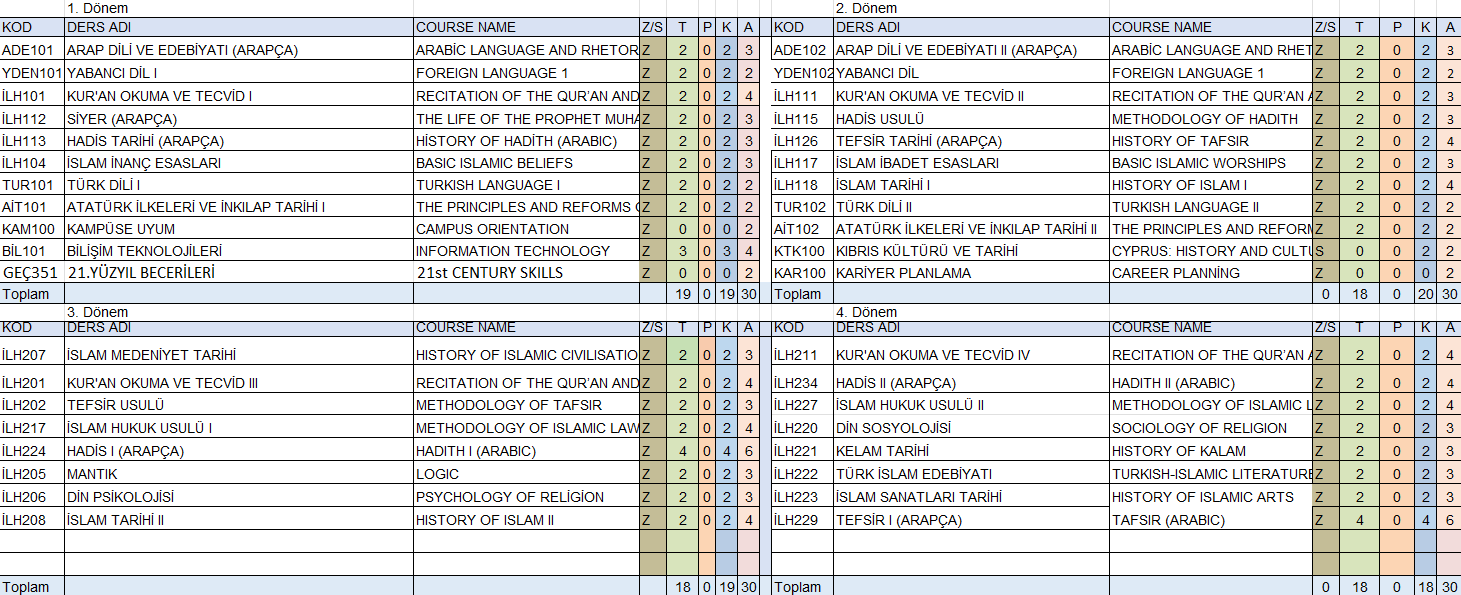 1. Dönem
KOD DERS ADI COURSE NAME Z/S T P K A
ADE101 ARAP DİLİ VE EDEBİYATI (ARAPÇA) ARABİC LANGUAGE AND RHETOR Z 2 0 2 3
YDEN101 YABANCI DİL I FOREIGN LANGUAGE 1 Z 2 0 2 2
İLH101 KUR'AN OKUMA VE TECVİD I RECITATION OF THE QUR'AN AND Z 2 0 2 4
İLH112 SİYER (ARAPÇA) THE LIFE OF THE PROPHET MUHA Z 2 0 2 3
İLH113 HADİS TARİHİ (ARAPÇA) HİSTORY OF HADİTH (ARABIC) Z 2 0 2 3
İLH104 İSLAM İNANÇ ESASLARI BASIC ISLAMIC BELIEFS Z 2 0 2 3
TUR101 TÜRK DİLİ I TURKISH LANGUAGE I Z 2 0 2 2
AİT101 ATATÜRK İLKELERİ VE İNKILAP TARİHİ I THE PRINCIPLES AND REFORMS Z 2 0 2 2
KAM100 KAMPÜSE UYUM CAMPUS ORIENTATION Z 0 0 0 2
BİL101 BİLİŞİM TEKNOLOJİLERİ INFORMATION TECHNOLOGY Z 3 0 3 4
GEÇ351 21.YÜZYIL BECERİLERİ 21st CENTURY SKILLS Z 0 0 0 2
Toplam 19 0 19 30
2. Dönem
KOD DERS ADI COURSE NAME Z/S T P K A
ADE102 ARAP DİLİ VE EDEBİYATI II (ARAPÇA) ARABİC LANGUAGE AND RHET Z 2 0 2 3
YDEN102 YABANCI DİL FOREIGN LANGUAGE 1 Z 2 0 2 2
İLH111 KUR'AN OKUMA VE TECVİD II RECITATION OF THE QUR'AN A Z 2 0 2 3
İLH115 HADİS USULÜ METHODOLOGY OF HADITH Z 2 0 2 3
İLH126 TEFSİR TARİHİ (ARAPÇA) HISTORY OF TAFSIR Z 2 0 2 4
İLH117 İSLAM İBADET ESASLARI BASIC ISLAMIC WORSHIPS Z 2 0 2 3
İLH118 İSLAM TARİHİ I HISTORY OF ISLAM I Z 2 0 2 4
TUR102 TÜRK DİLİ II TURKISH LANGUAGE II Z 2 0 2 2
AİT102 ATATÜRK İLKELERİ VE İNKILAP TARİHİ II THE PRINCIPLES AND REFORM Z 2 0 2 2
KTK100 KIBRIS KÜLTÜRÜ VE TARİHİ CYPRUS: HISTORY AND CULTU S 0 0 2 2
KAR100 KARİYER PLANLAMA CAREER PLANNİNG Z 0 0 0 2
Toplam 0 18 0 20 30
3. Dönem
KOD DERS ADI COURSE NAME Z/S T P K A
İLH207 İSLAM MEDENİYET TARİHİ HISTORY OF ISLAMIC CIVILISATIO Z 2 0 2 3
İLH201 KUR'AN OKUMA VE TECVİD III RECITATION OF THE QUR'AN AND Z 2 0 2 4
İLH202 TEFSİR USULÜ METHODOLOGY OF TAFSIR Z 2 0 2 3
İLH217 İSLAM HUKUK USULÜ I METHODOLOGY OF ISLAMIC LAW Z 2 0 2 4
İLH224 HADİS I (ARAPÇA) HADITH I (ARABIC) Z 4 0 4 6
İLH205 MANTIK LOGIC Z 2 0 2 3
İLH206 DİN PSİKOLOJİSİ PSYCHOLOGY OF RELİGİON Z 2 0 2 3
İLH208 İSLAM TARİHİ II HISTORY OF ISLAM II Z 2 0 2 4
Toplam 18 0 19 30
4. Dönem
KOD DERS ADI COURSE NAME Z/S T P K A
İLH211 KUR'AN OKUMA VE TECVİD IV RECITATION OF THE QUR'AN A Z 2 0 2 4
İLH234 HADİS II (ARAPÇA) HADITH II (ARABIC) Z 2 0 2 4
İLH227 İSLAM HUKUK USULÜ II METHODOLOGY OF ISLAMIC L Z 2 0 2 4
İLH220 DİN SOSYOLOJİSİ SOCIOLOGY OF RELIGION Z 2 0 2 3
İLH221 KELAM TARİHİ HISTORY OF KALAM Z 2 0 2 3
İLH222 TÜRK İSLAM EDEBİYATI TURKISH-ISLAMIC LITERATURE Z 2 0 2 3
İLH223 İSLAM SANATLARI TARİHİ HISTORY OF ISLAMIC ARTS Z 2 0 2 3
İLH229 TEFSİR I (ARAPÇA) TAFSIR (ARABIC) Z 4 0 4 6
Toplam 0 18 0 18 30